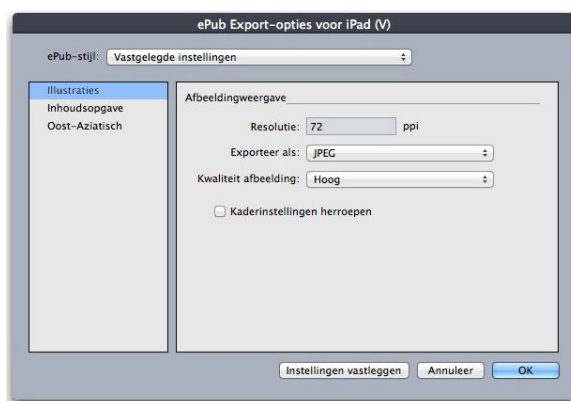 ePub Export-opties voor iPad (V)
ePub-stijl: Vastgelegde instellingen
Illustraties
Inhoudsopgave
Oost-Aziatisch
Afbeeldingweergave
Resolutie: 72 ppi
Exporteer als: JPEG
Kwaliteit afbeelding: Hoog
Kaderinstellingen herroepen
Instellingen vastleggen Annuleer OK